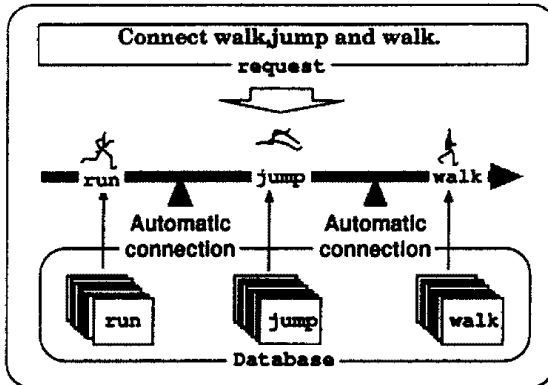 Connect walk,jump and walk.
request
run jump walk
Automatic Automatic
connection connection
run jump walk
Database